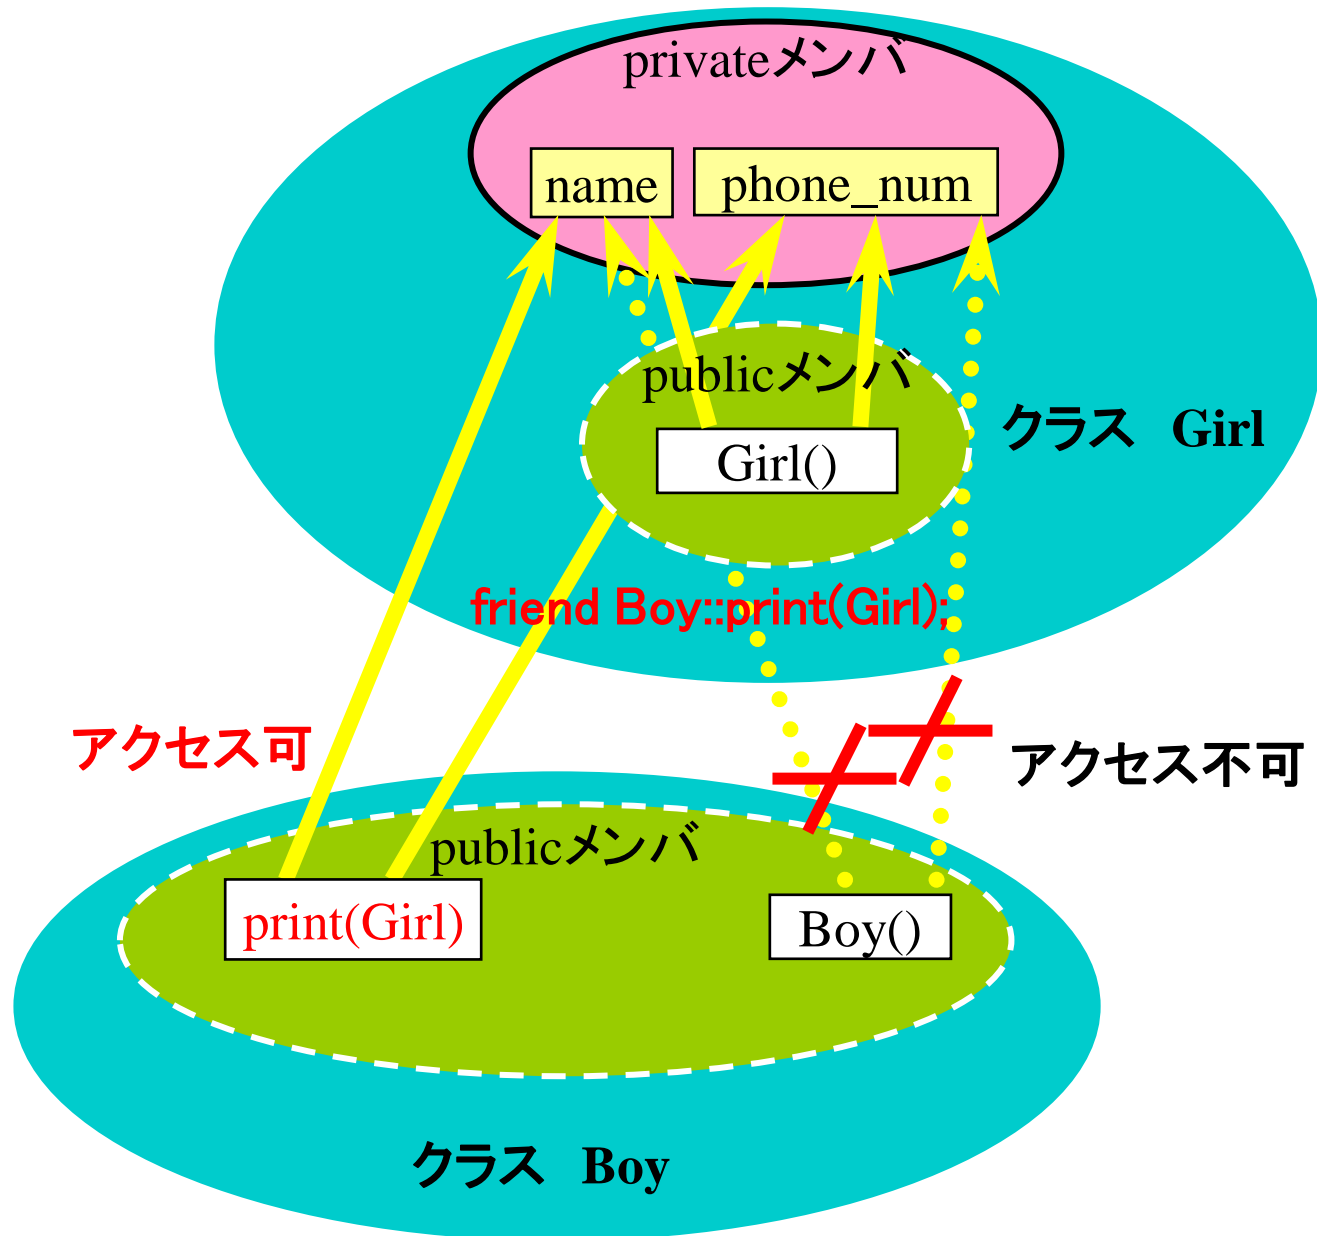 privateメンバ
name
phone_num
publicメンバ
Girl()
クラス Girl
friend Boy::print(Girl);
アクセス可
アクセス不可
publicメンバ
print(Girl)
Boy()
クラス Boy